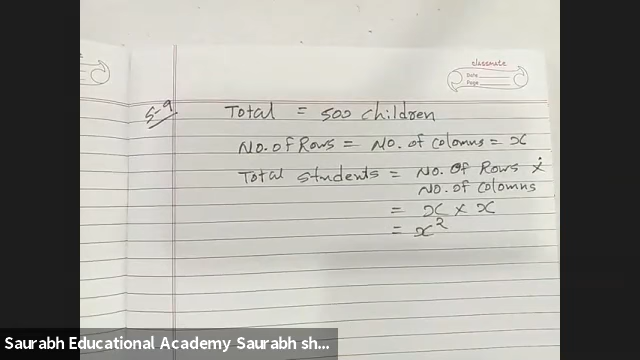 classmate
Date
Page
5-9
Total = 500 children
No. of Rows = No. of Colomns = x
Total students = No. of Rows ×
No. of Colomns
= x × x
= x²
Saurabh Educational Academy Saurabh sh...